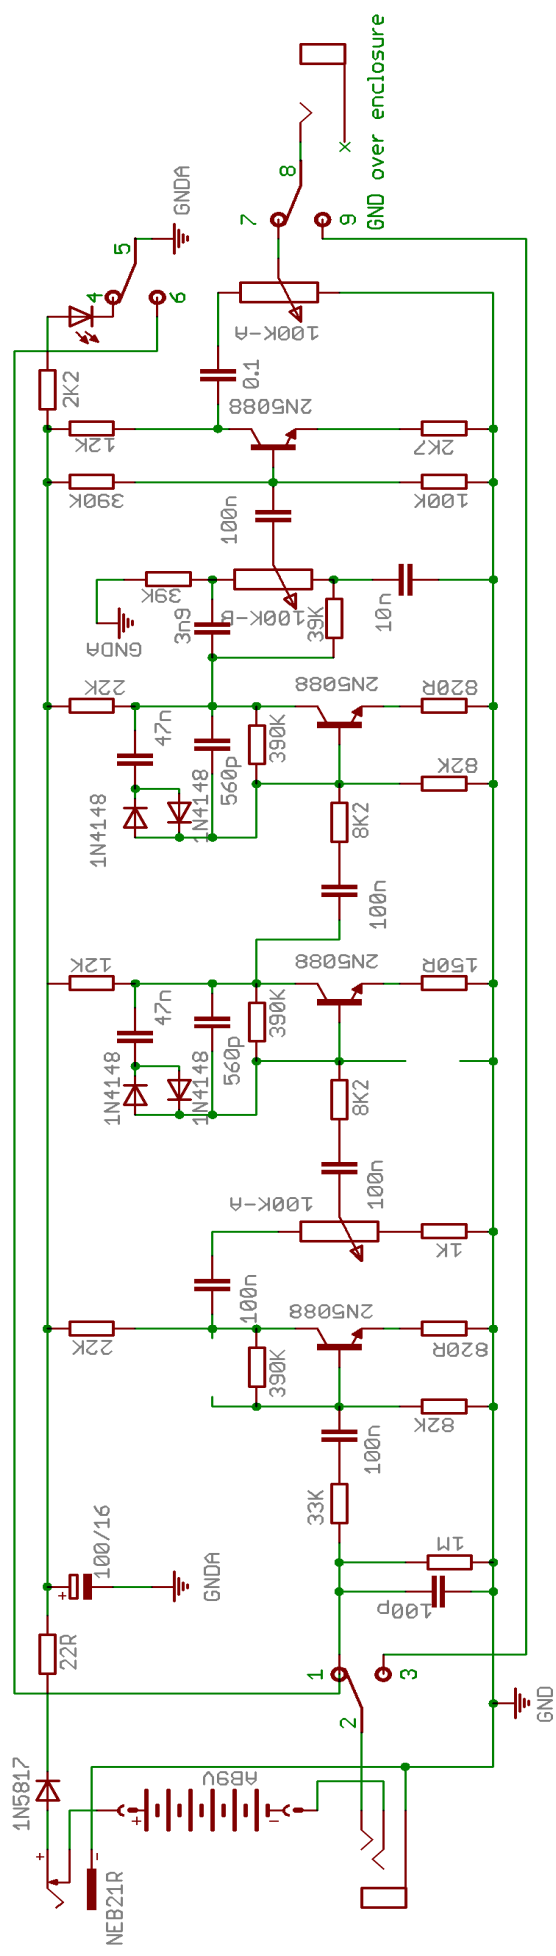 GND over enclosure
8
7
9
GNDA
5
4
6
100K-A
2K2
0.1
2N5088
12K
2K7
390K
100K
100n
39K
3n9
100K-B
39K
10n
GNDA
22K
47n
2N5088
820R
560p
390K
82K
1N4148
1N4148
8K2
100n
12K
47n
2N5088
150R
560p
390K
1N4148
1N4148
8K2
100n
100K-A
1K
100n
2N5088
22K
820R
390K
82K
100n
33K
100/16
+
GNDA
1M
100p
22R
1
3
2
GND
1N5817
AB9V
+
-
+
-
NEB21R